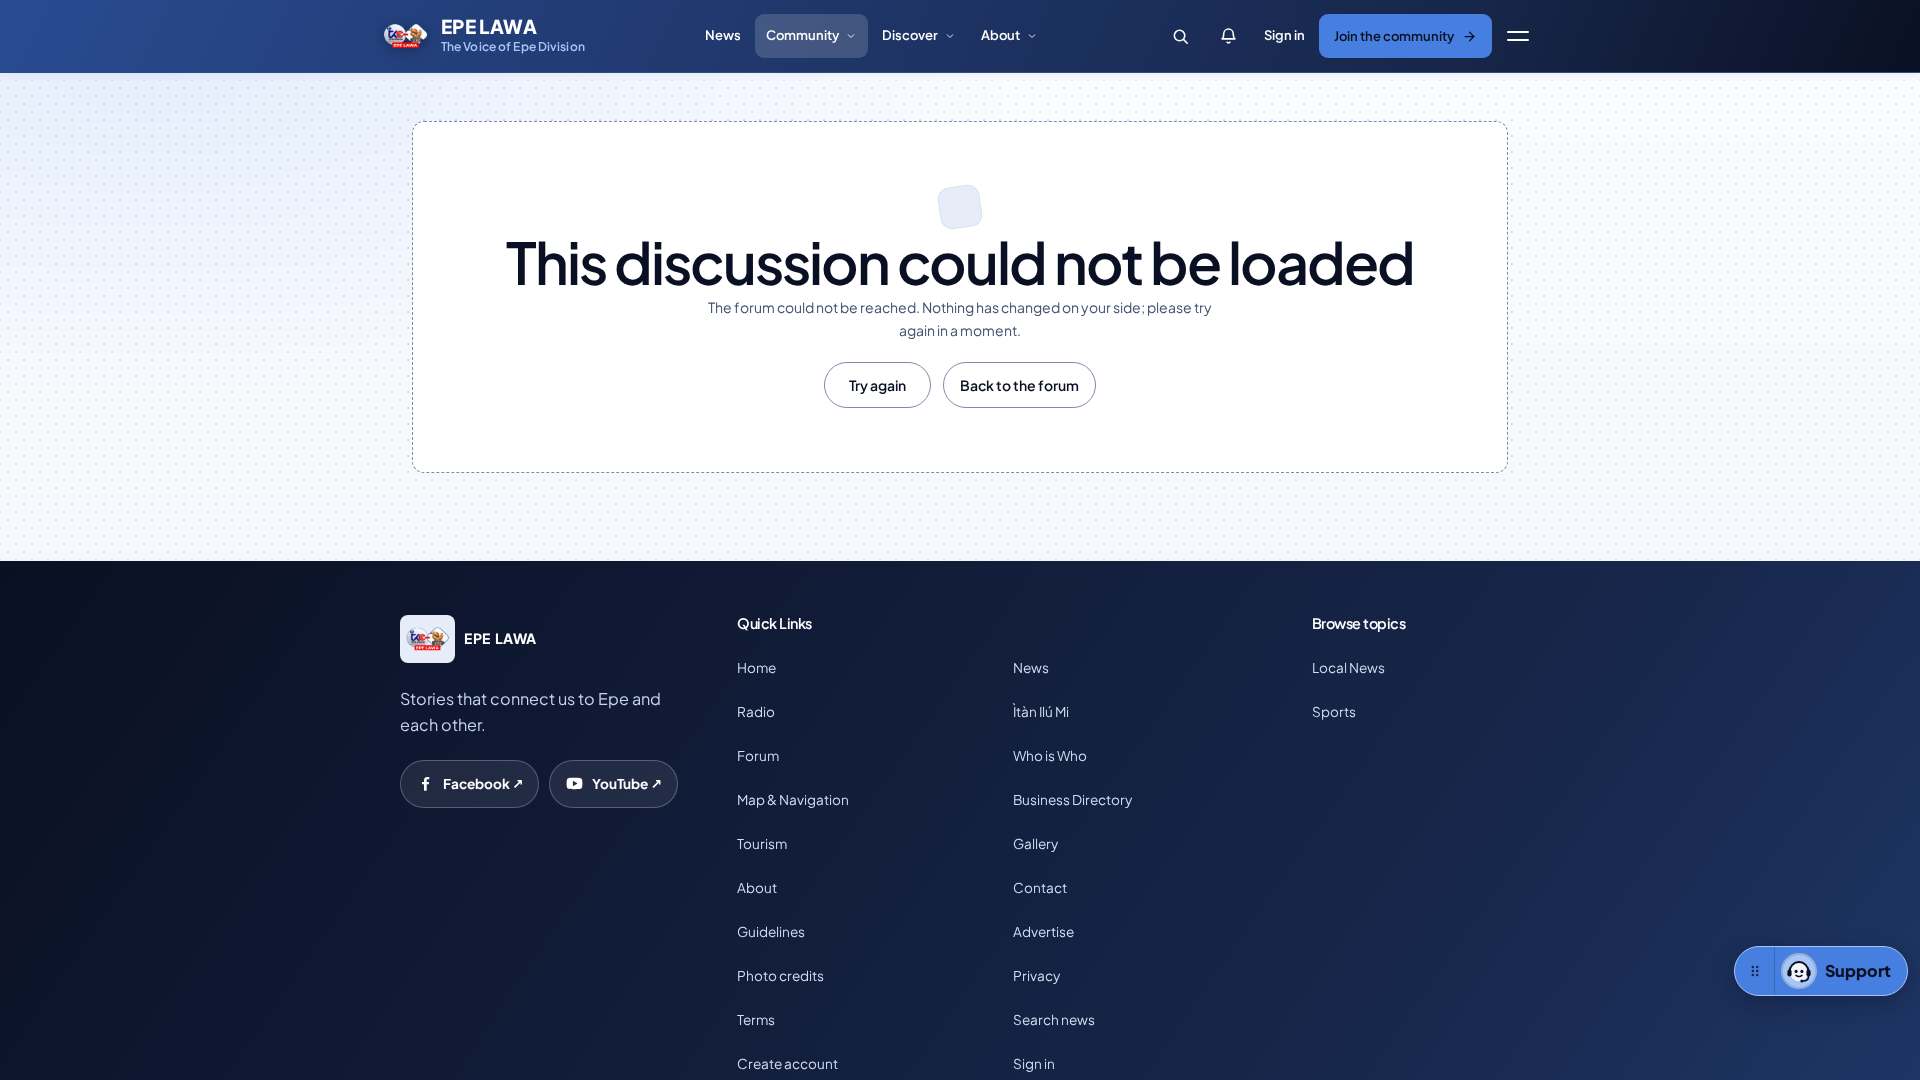 EPE LAWA
The Voice of Epe Division
News
Community
Discover
About
Sign in
Join the community
This discussion could not be loaded
The forum could not be reached. Nothing has changed on your side; please try
again in a moment.
Try again
Back to the forum
EPE LAWA
Stories that connect us to Epe and
each other.
Facebook ↗
YouTube ↗
Quick Links
Home
News
Radio
Ìtàn Ilú Mi
Forum
Who is Who
Map & Navigation
Business Directory
Tourism
Gallery
About
Contact
Guidelines
Advertise
Photo credits
Privacy
Terms
Search news
Create account
Sign in
Browse topics
Local News
Sports
Support